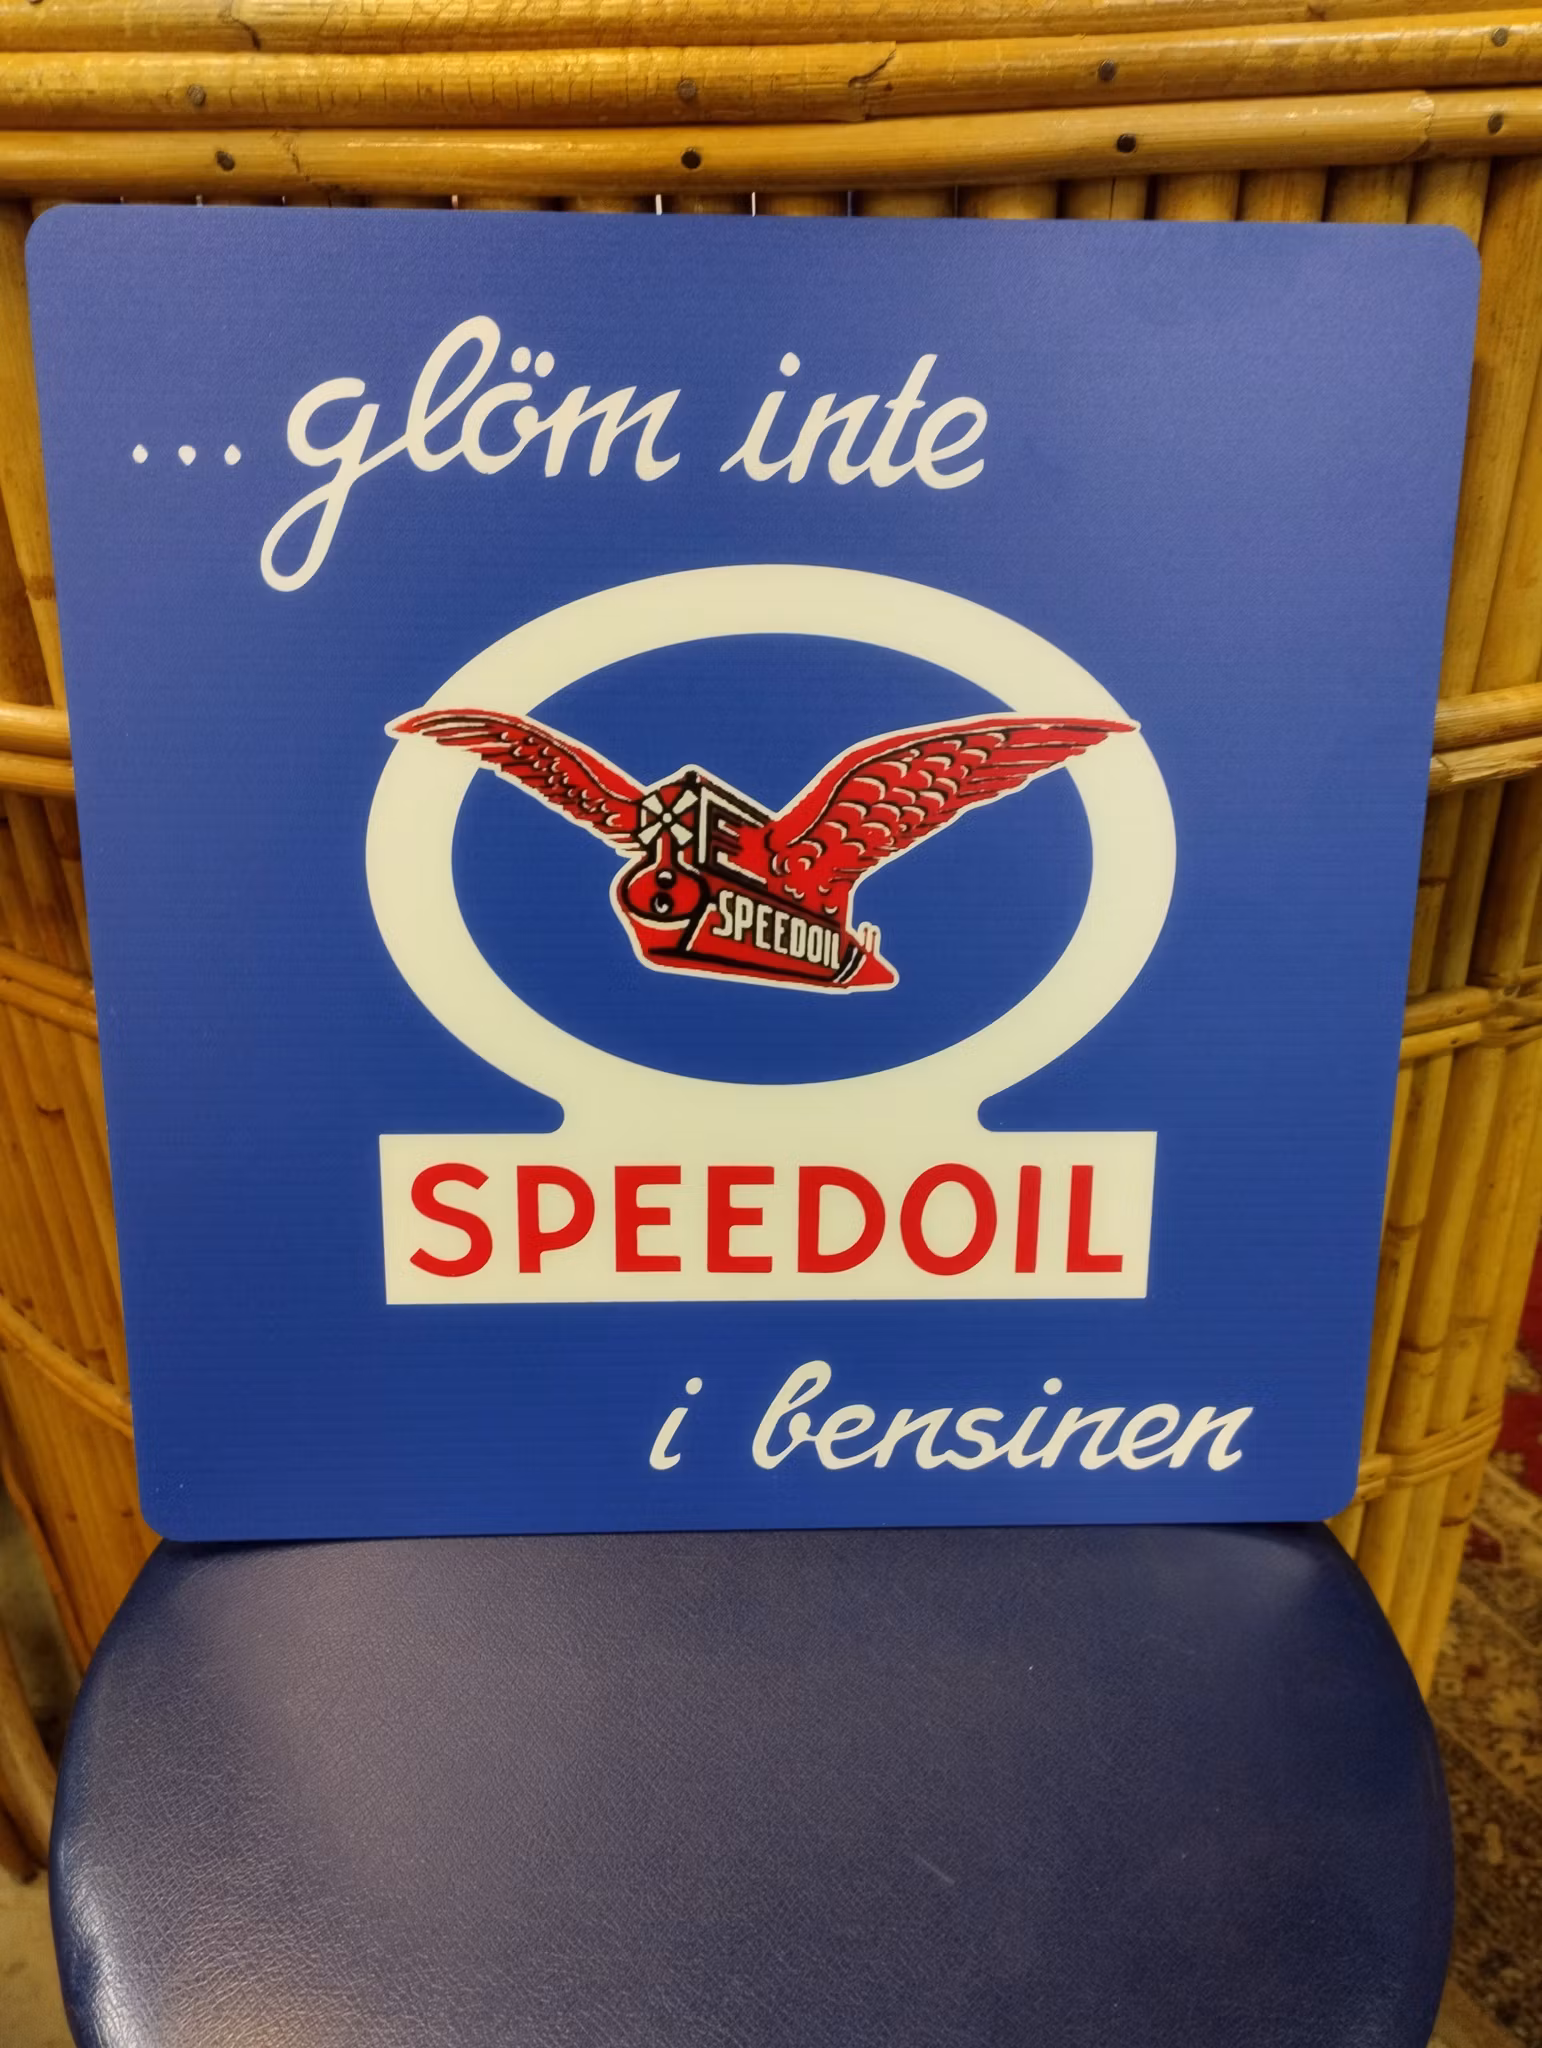 ...glöm inte
SPEEDOIL
SPEEDOIL
i bensinen